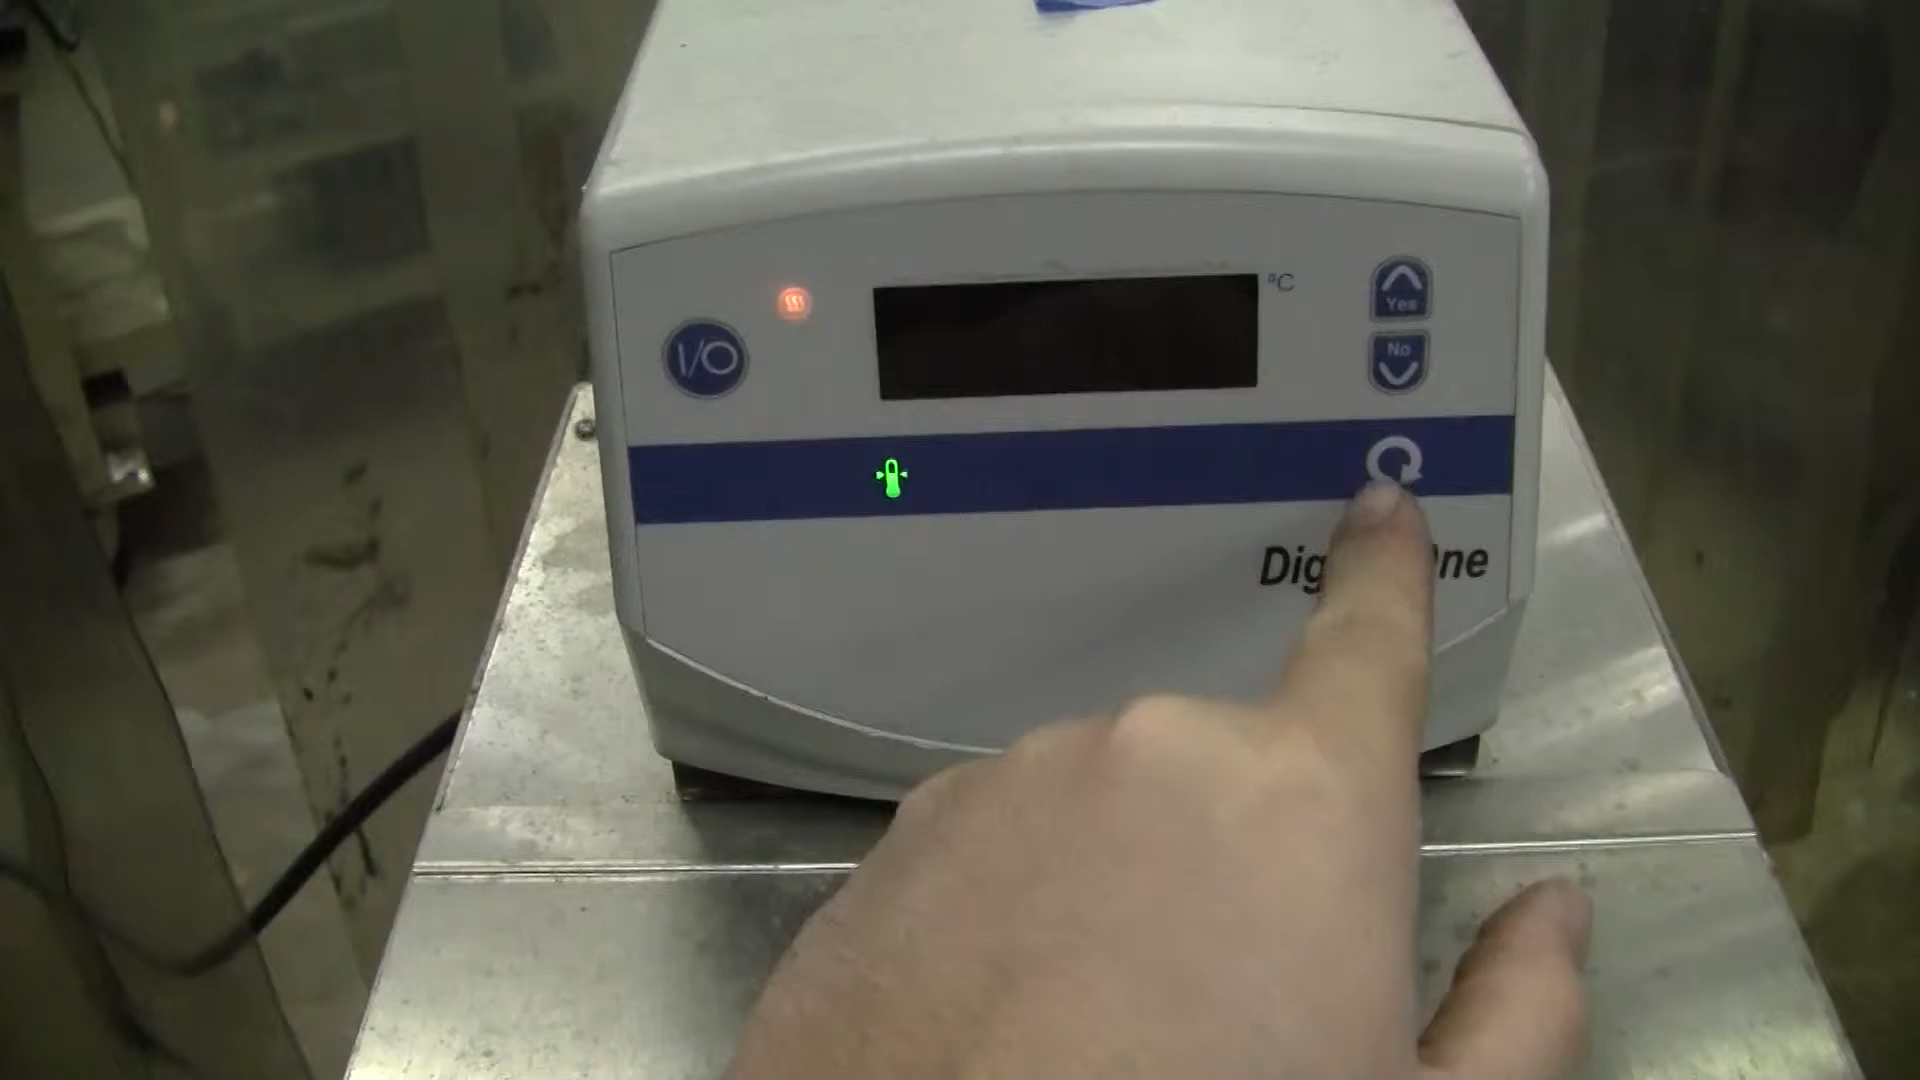 °C
Yes
No
I/O
Dig ne